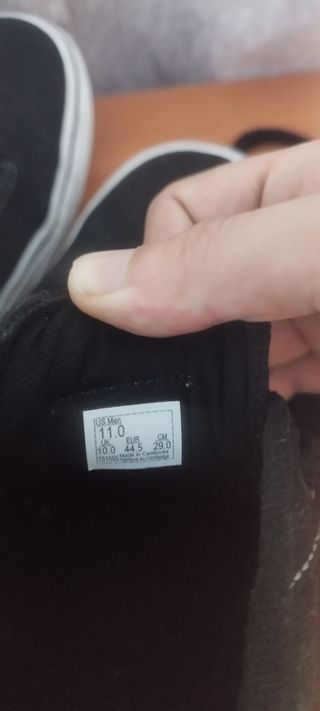 US Men
11.0
UK EUR CM
10.0 44.5 29.0
Made in Cambodia
Fabriqué au Cambodge